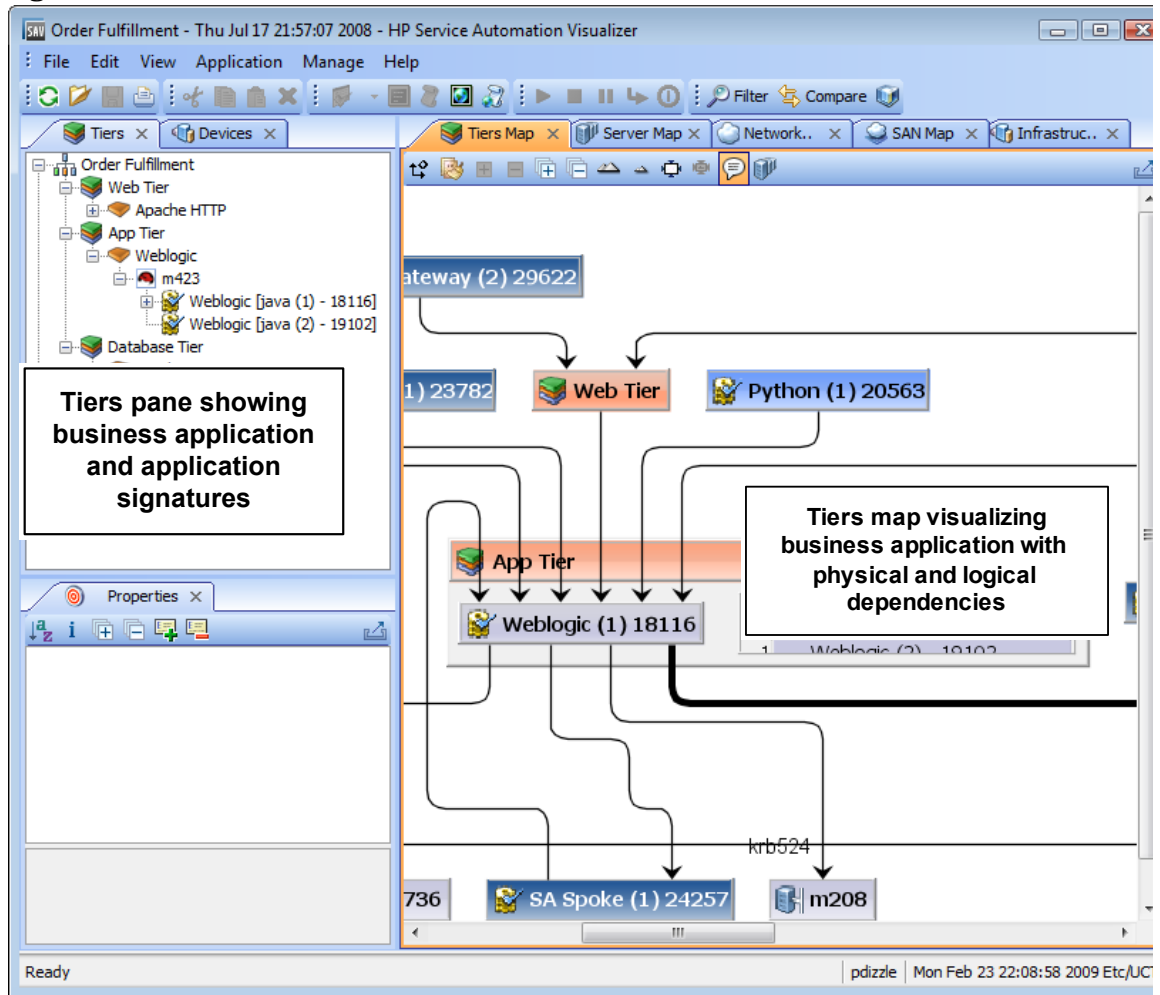 SAV Order Fulfillment - Thu Jul 17 21:57:07 2008 - HP Service Automation Visualizer
File Edit View Application Manage Help
Filter Compare
Tiers Devices
Tiers Map Server Map Network.. SAN Map Infrastruc..
Order Fulfillment
Web Tier
Apache HTTP
App Tier
Weblogic
m423
Weblogic [java (1) - 18116]
Weblogic [java (2) - 19102]
Database Tier
Tiers pane showing
business application
and application
signatures
Properties
ateway (2) 29622
1) 23782
Web Tier
Python (1) 20563
Tiers map visualizing
business application with
physical and logical
dependencies
App Tier
Weblogic (1) 18116
1 Weblogic (2) - 19102
krb524
736
SA Spoke (1) 24257
m208
Ready
pdizzle Mon Feb 23 22:08:58 2009 Etc/UCT